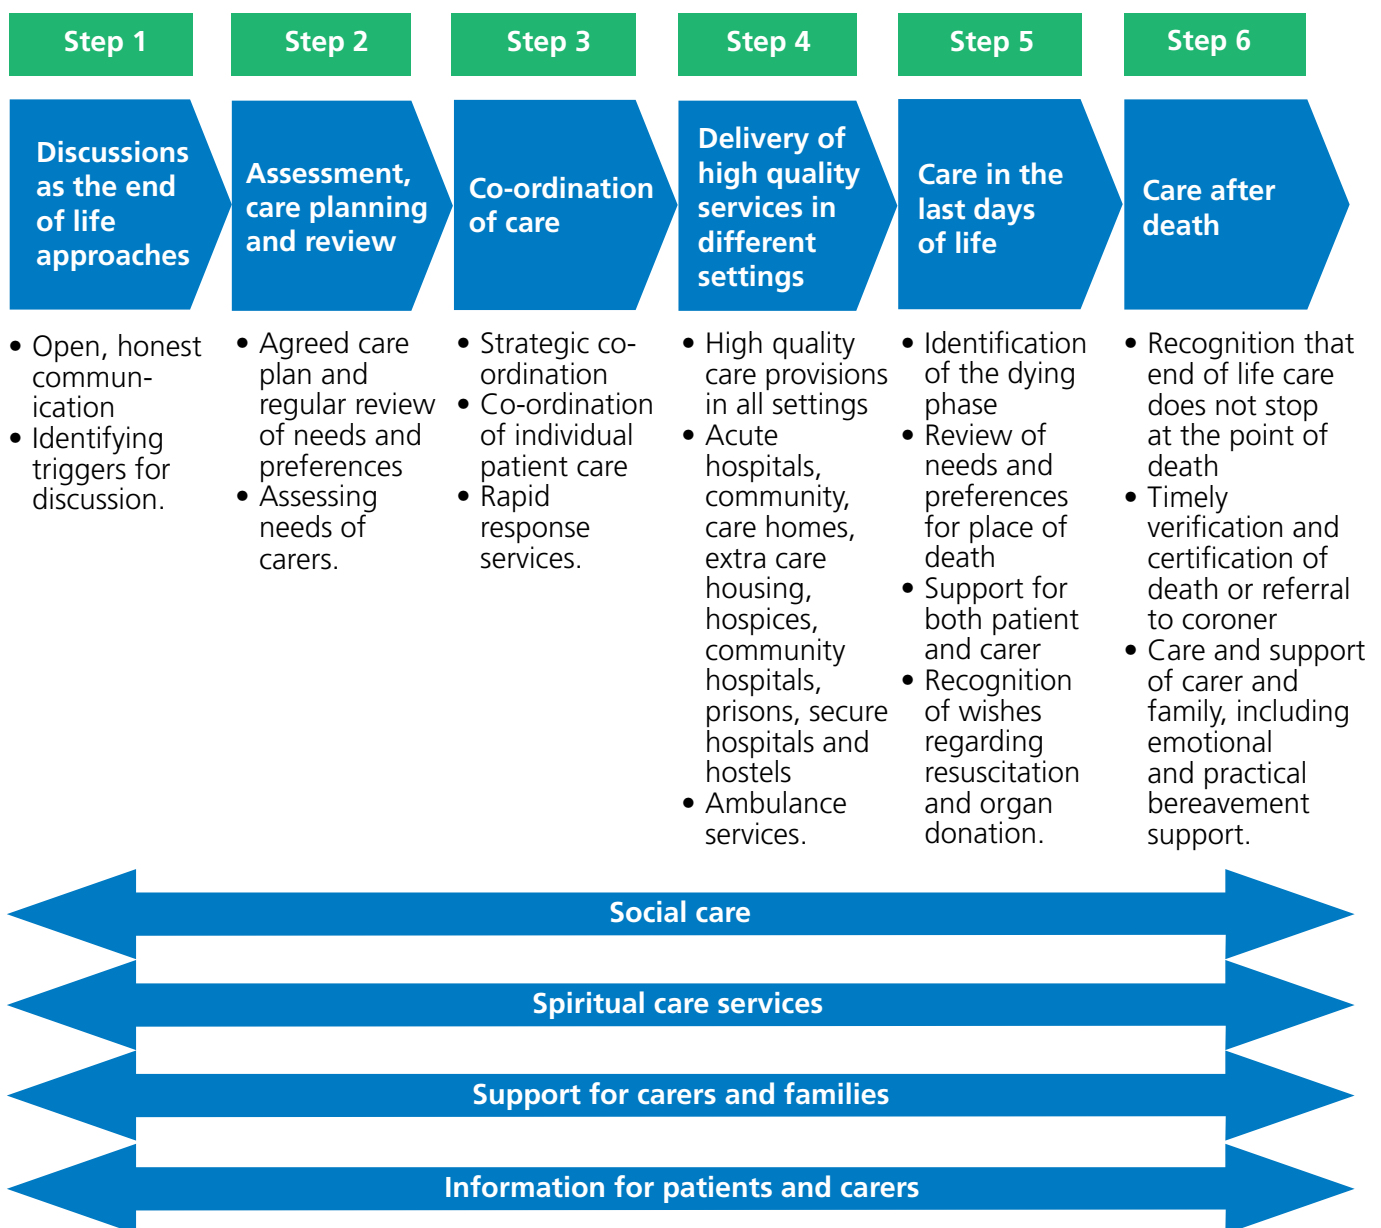 Step 1
Step 2
Step 3
Step 4
Step 5
Step 6
Discussions
as the end
of life
approaches
Assessment,
care planning
and review
Co-ordination
of care
Delivery of
high quality
services in
different
settings
Care in the
last days
of life
Care after
death
• Open, honest
commun-
ication
• Identifying
triggers for
discussion.
• Agreed care
plan and
regular review
of needs and
preferences
• Assessing
needs of
carers.
• Strategic co-
ordination
• Co-ordination
of individual
patient care
• Rapid
response
services.
• High quality
care provisions
in all settings
• Acute
hospitals,
community,
care homes,
extra care
housing,
hospices,
community
hospitals,
prisons, secure
hospitals and
hostels
• Ambulance
services.
• Identification
of the dying
phase
• Review of
needs and
preferences
for place of
death
• Support for
both patient
and carer
• Recognition
of wishes
regarding
resuscitation
and organ
donation.
• Recognition that
end of life care
does not stop
at the point of
death
• Timely
verification and
certification of
death or referral
to coroner
• Care and support
of carer and
family, including
emotional
and practical
bereavement
support.
Social care
Spiritual care services
Support for carers and families
Information for patients and carers